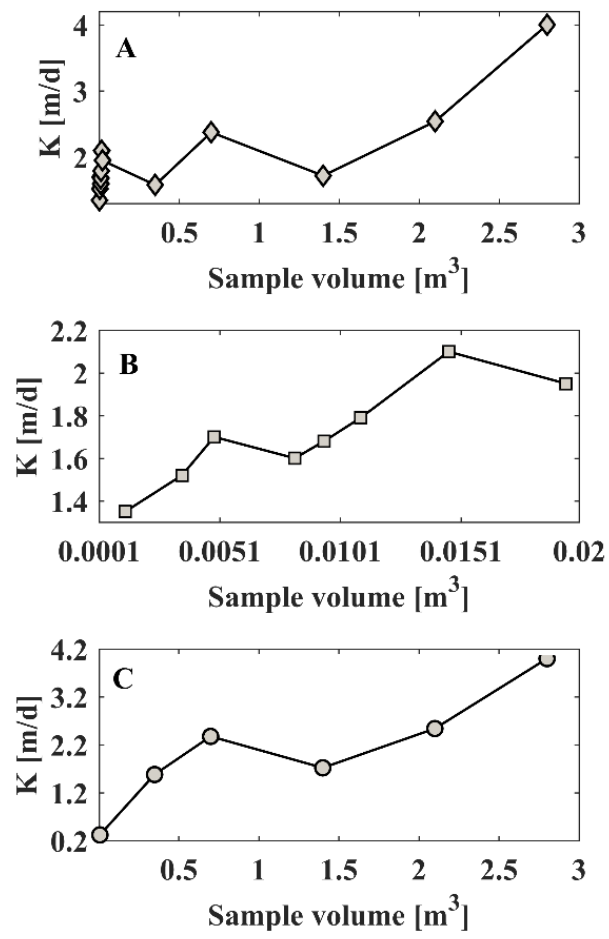 A
K [m/d]
4
3
2
0.5 1 1.5 2 2.5 3
Sample volume [m³]
B
K [m/d]
2.2
2
1.8
1.6
1.4
0.0001 0.0051 0.0101 0.0151 0.02
Sample volume [m³]
C
K [m/d]
4.2
3.2
2.2
1.2
0.2
0.5 1 1.5 2 2.5 3
Sample volume [m³]